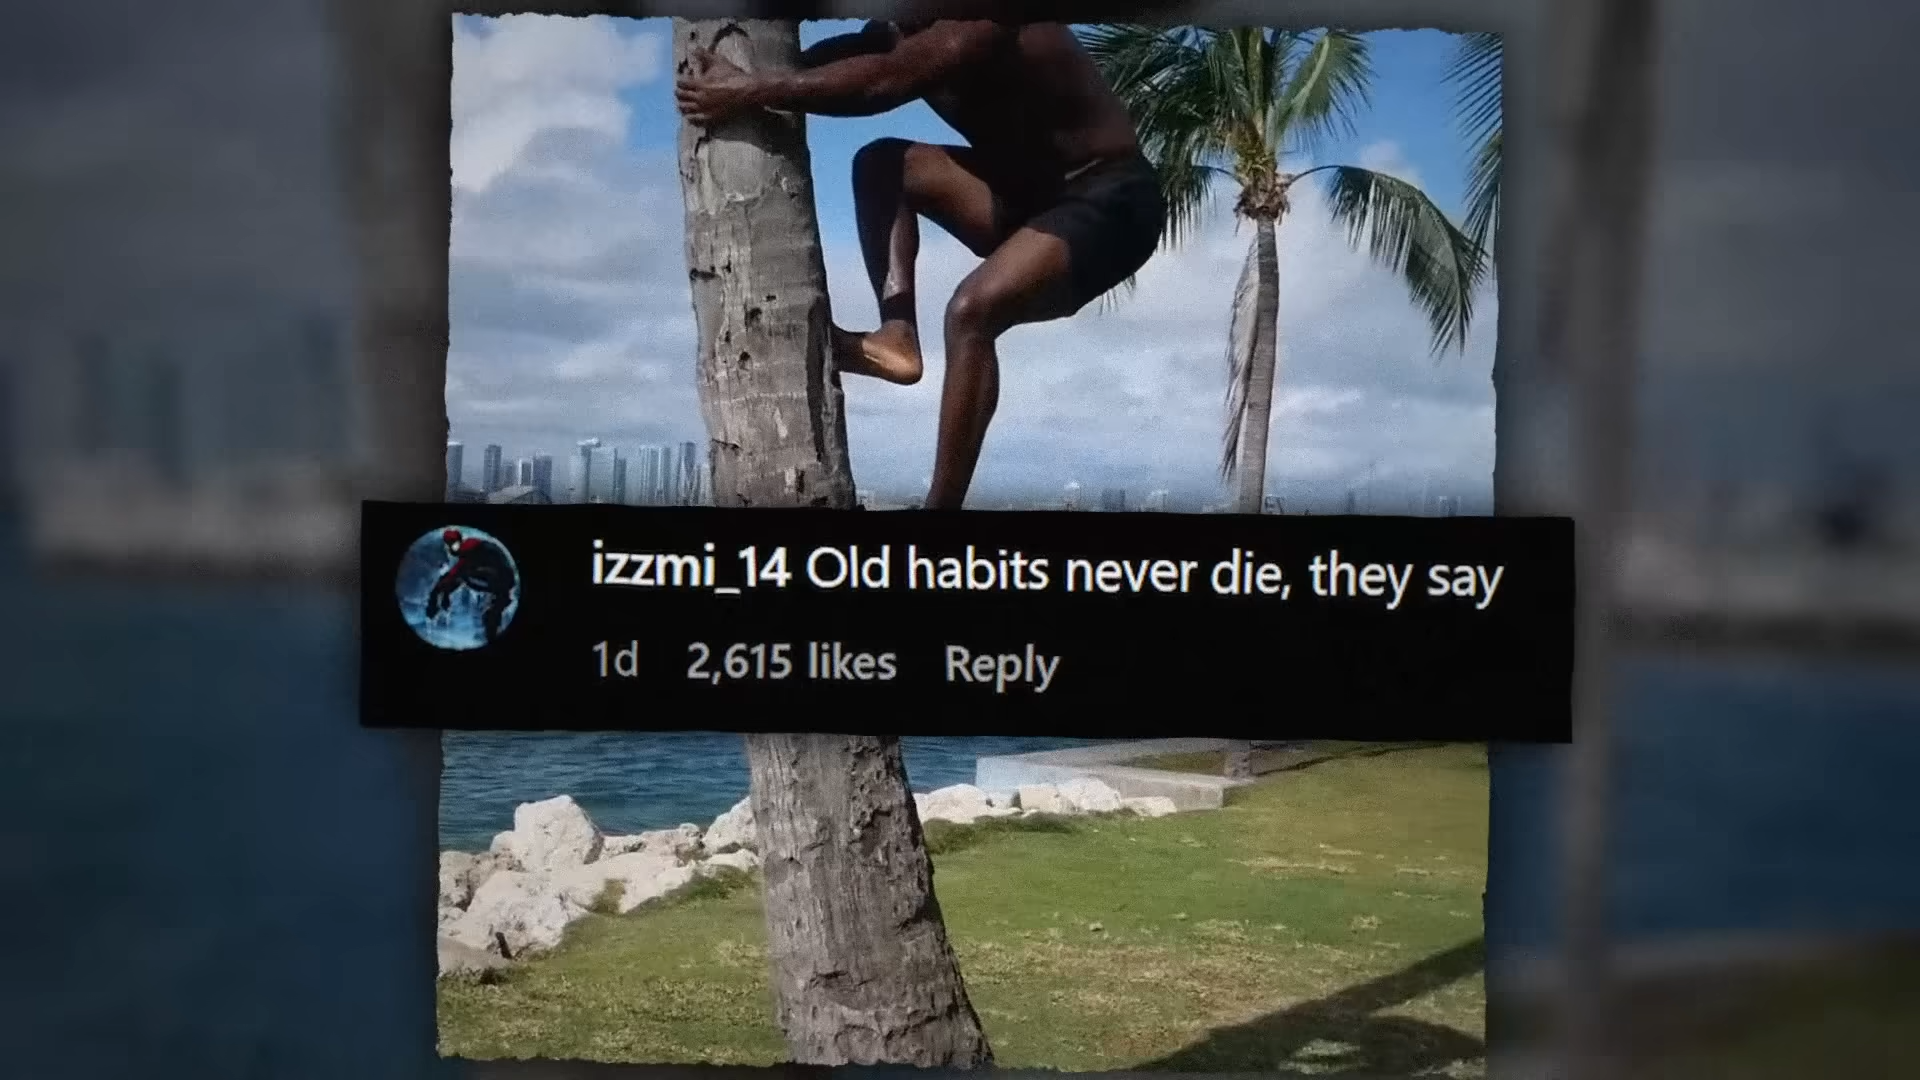 izzmi_14 Old habits never die, they say
1d 2,615 likes Reply